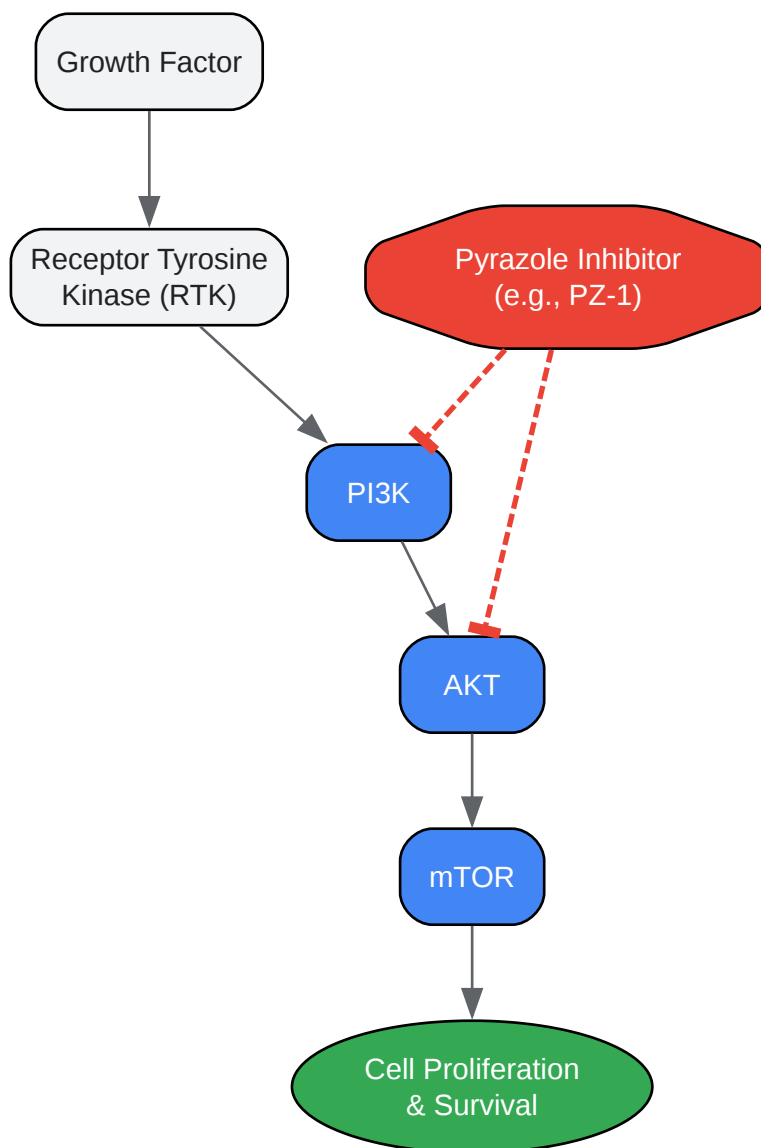 Growth Factor
Receptor Tyrosine
Kinase (RTK)
Pyrazole Inhibitor
(e.g., PZ-1)
PI3K
AKT
mTOR
Cell Proliferation
& Survival